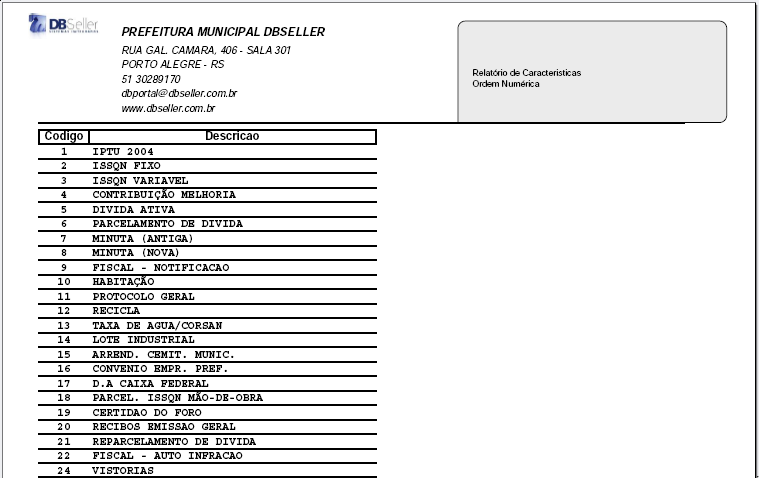 DBSeller
PREFEITURA MUNICIPAL DBSELLER
RUA GAL. CAMARA, 406 - SALA 301
PORTO ALEGRE - RS
51 30289170
dbportal@dbseller.com.br
www.dbseller.com.br
Relatório de Caracteristicas
Ordem Numérica
Codigo Descricao
1 IPTU 2004
2 ISSQN FIXO
3 ISSQN VARIAVEL
4 CONTRIBUIÇÃO MELHORIA
5 DIVIDA ATIVA
6 PARCELAMENTO DE DIVIDA
7 MINUTA (ANTIGA)
8 MINUTA (NOVA)
9 FISCAL - NOTIFICACAO
10 HABITAÇÃO
11 PROTOCOLO GERAL
12 RECICLA
13 TAXA DE AGUA/CORSAN
14 LOTE INDUSTRIAL
15 ARREND. CEMIT. MUNIC.
16 CONVENIO EMPR. PREF.
17 D.A CAIXA FEDERAL
18 PARCEL. ISSQN MÃO-DE-OBRA
19 CERTIDAO DO FORO
20 RECIBOS EMISSAO GERAL
21 REPARCELAMENTO DE DIVIDA
22 FISCAL - AUTO INFRACAO
24 VISTORIAS